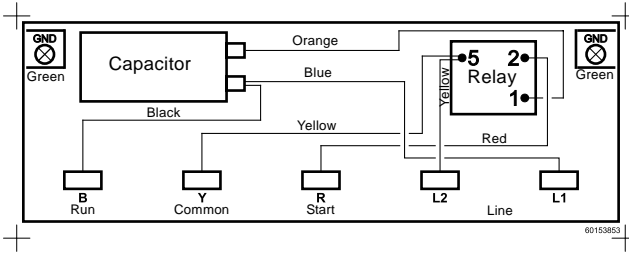 GND
Green
Capacitor
Orange
Blue
Black
Yellow
Yellow
5 2
Relay
1
Red
GND
Green
B
Run
Y
Common
R
Start
L2
Line
L1
60153853